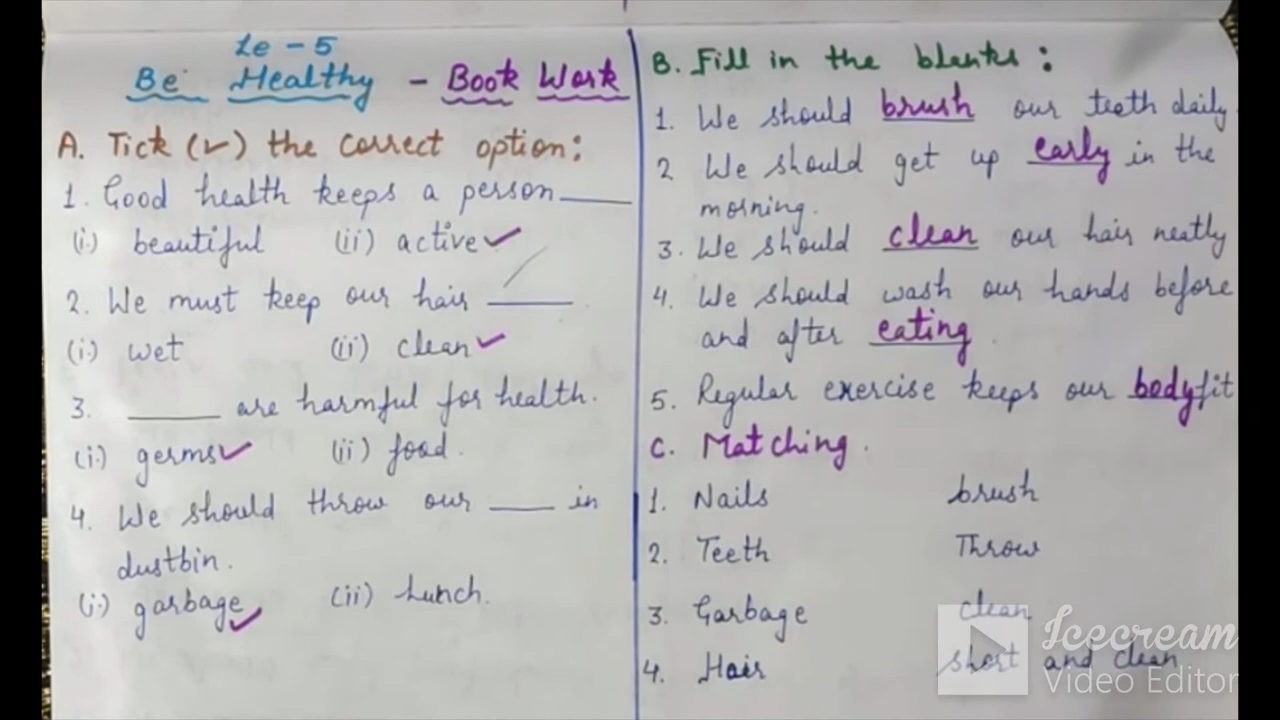 Le - 5
Be Healthy - Book Work
A. Tick (✓) the correct option:
1. Good health keeps a person ____
(i) beautiful (ii) active ✓
2. We must keep our hair ____.
(i) wet (ii) clean ✓
3. ____ are harmful for health.
(i) germs ✓ (ii) food.
4. We should throw our ____ in
dustbin.
(i) garbage ✓ (ii) Lunch.
B. Fill in the blanks:
1. We should brush our teeth daily
2 We should get up early in the
morning.
3. We should clean our hair neatly
4. We should wash our hands before
and after eating.
5. Regular exercise keeps our body fit
C. Matching.
1. Nails brush
2. Teeth Throw
3. Garbage clean
4. Hair short and clean
Icecream
Video Editor